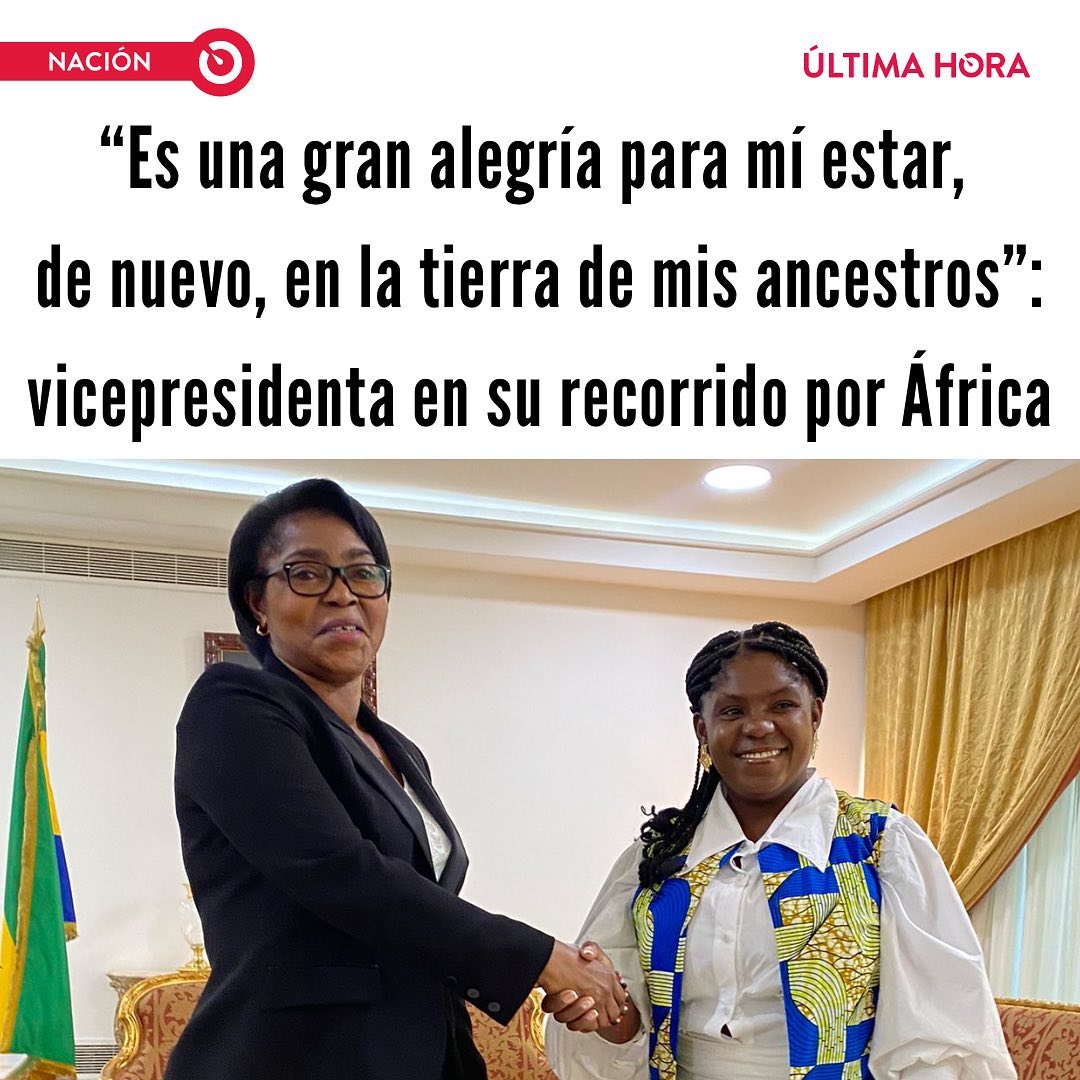 NACIÓN
ÚLTIMA HORA
“Es una gran alegría para mí estar,
de nuevo, en la tierra de mis ancestros”:
vicepresidenta en su recorrido por África